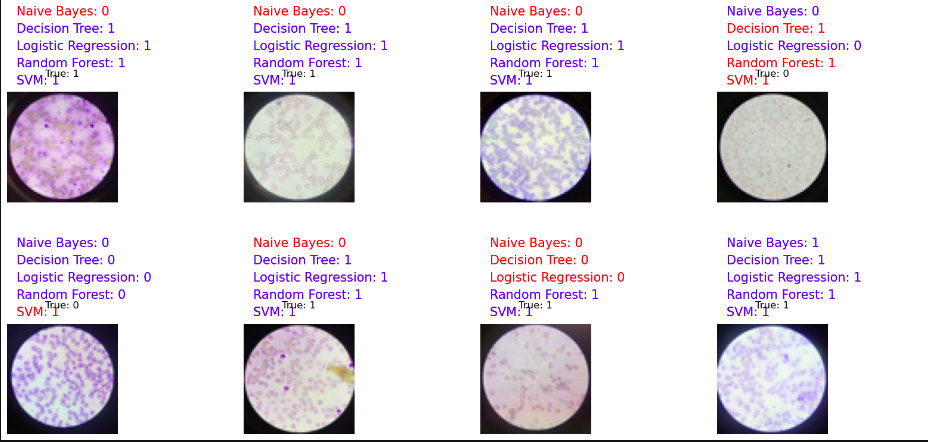 Naive Bayes: 0
Decision Tree: 1
Logistic Regression: 1
Random Forest: 1
SVM: 1
True: 1
Naive Bayes: 0
Decision Tree: 1
Logistic Regression: 1
Random Forest: 1
SVM: 1
True: 1
Naive Bayes: 0
Decision Tree: 1
Logistic Regression: 1
Random Forest: 1
SVM: 1
True: 1
Naive Bayes: 0
Decision Tree: 1
Logistic Regression: 0
Random Forest: 1
SVM: 1
True: 0
Naive Bayes: 0
Decision Tree: 0
Logistic Regression: 0
Random Forest: 0
SVM: 1
True: 0
Naive Bayes: 0
Decision Tree: 1
Logistic Regression: 1
Random Forest: 1
SVM: 1
True: 1
Naive Bayes: 0
Decision Tree: 0
Logistic Regression: 0
Random Forest: 1
SVM: 1
True: 1
Naive Bayes: 1
Decision Tree: 1
Logistic Regression: 1
Random Forest: 1
SVM: 1
True: 1